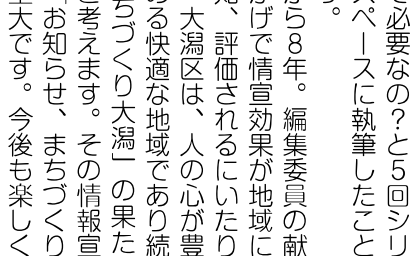 必要なの？と５回シリ
ペースに執筆したこと
。
から８年。編集委員の献
かげで情宣効果が地域に
知、評価されるにいたり
大潟区は、人の心が豊
ある快適な地域であり続
ちづくり大潟」の果た
と考えます。その情報宣
お知らせ、まちづくり
大です。今後も楽しく